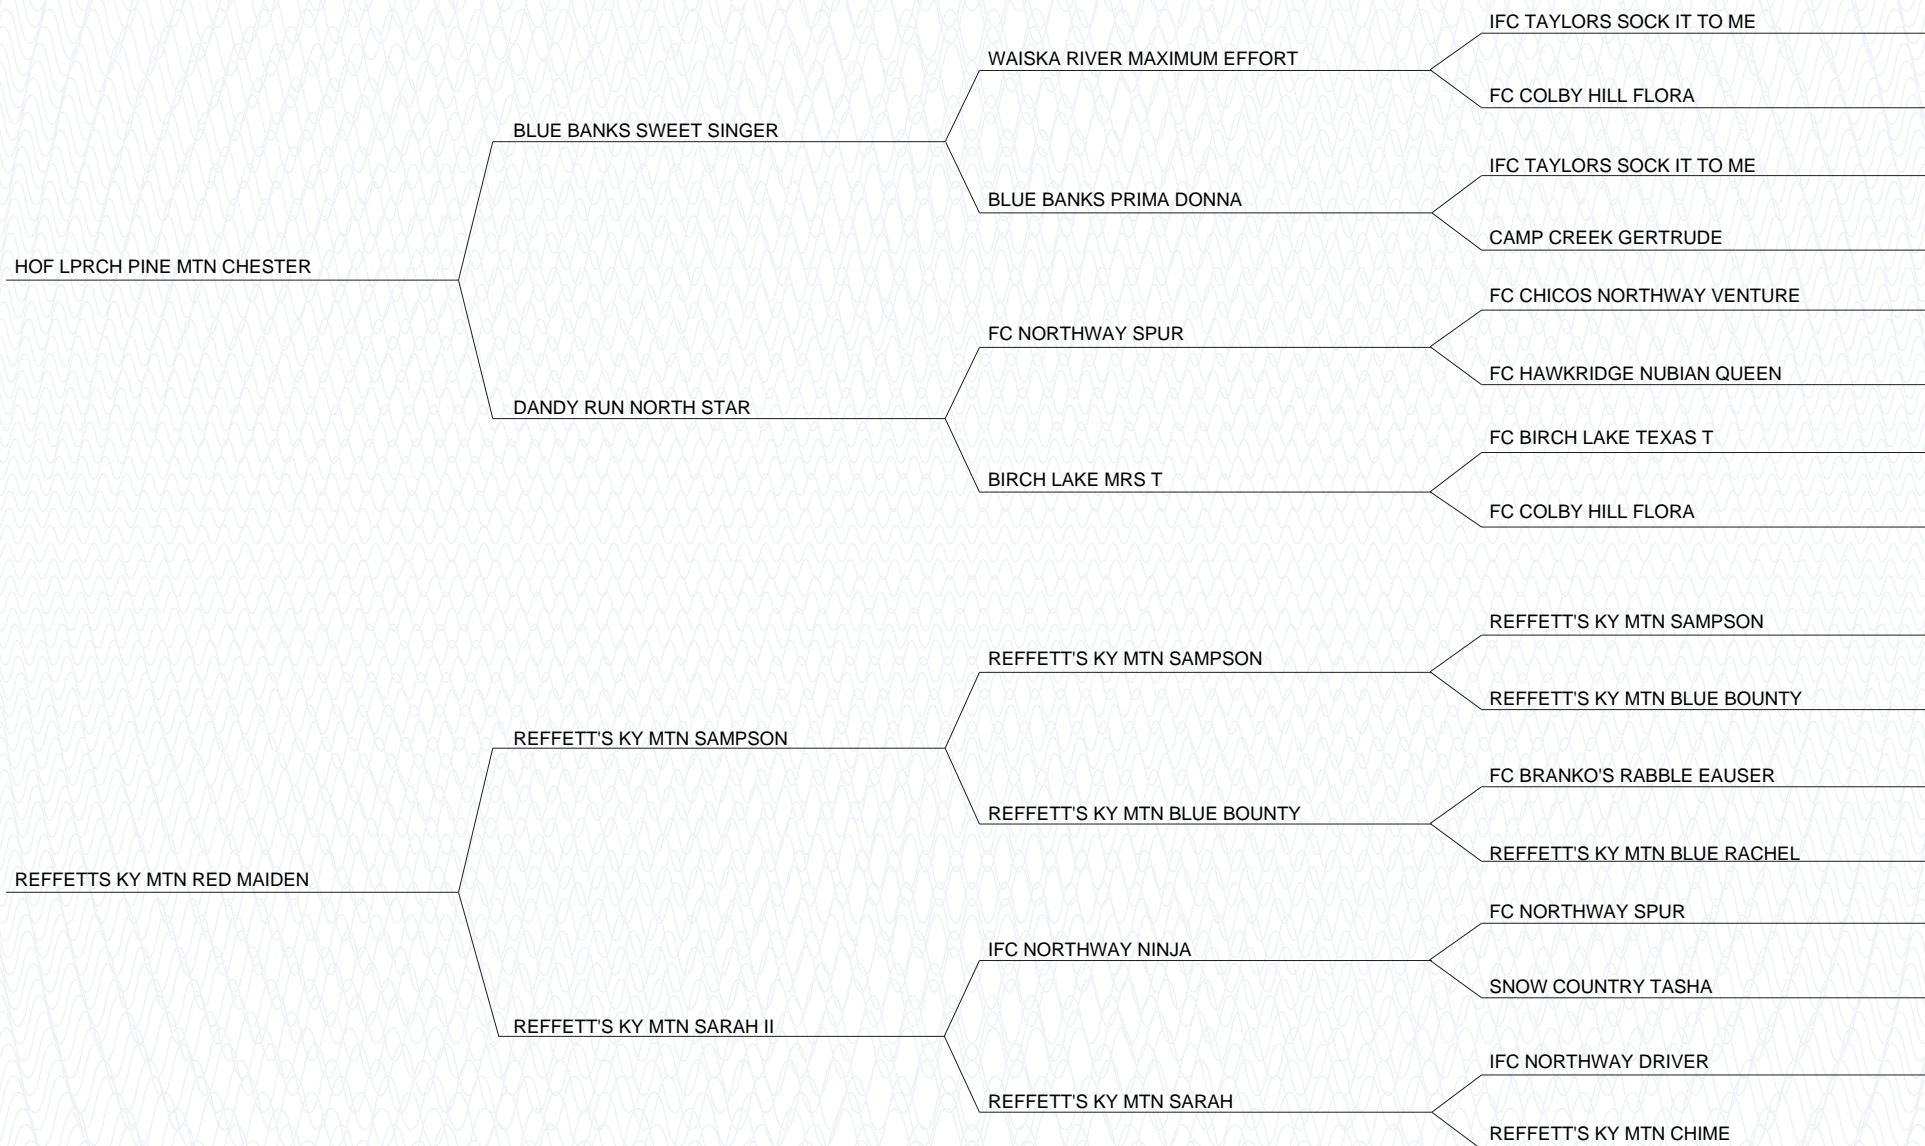 IFC TAYLORS SOCK IT TO ME
WAISKA RIVER MAXIMUM EFFORT
FC COLBY HILL FLORA
BLUE BANKS SWEET SINGER
IFC TAYLORS SOCK IT TO ME
BLUE BANKS PRIMA DONNA
CAMP CREEK GERTRUDE
HOF LPRCH PINE MTN CHESTER
FC CHICOS NORTHWAY VENTURE
FC NORTHWAY SPUR
FC HAWKRIDGE NUBIAN QUEEN
DANDY RUN NORTH STAR
FC BIRCH LAKE TEXAS T
BIRCH LAKE MRS T
FC COLBY HILL FLORA
REFFETT'S KY MTN SAMPSON
REFFETT'S KY MTN SAMPSON
REFFETT'S KY MTN BLUE BOUNTY
REFFETT'S KY MTN SAMPSON
FC BRANKO'S RABBLE EAUSER
REFFETT'S KY MTN BLUE BOUNTY
REFFETT'S KY MTN BLUE RACHEL
REFFETTS KY MTN RED MAIDEN
FC NORTHWAY SPUR
IFC NORTHWAY NINJA
SNOW COUNTRY TASHA
REFFETT'S KY MTN SARAH II
IFC NORTHWAY DRIVER
REFFETT'S KY MTN SARAH
REFFETT'S KY MTN CHIME